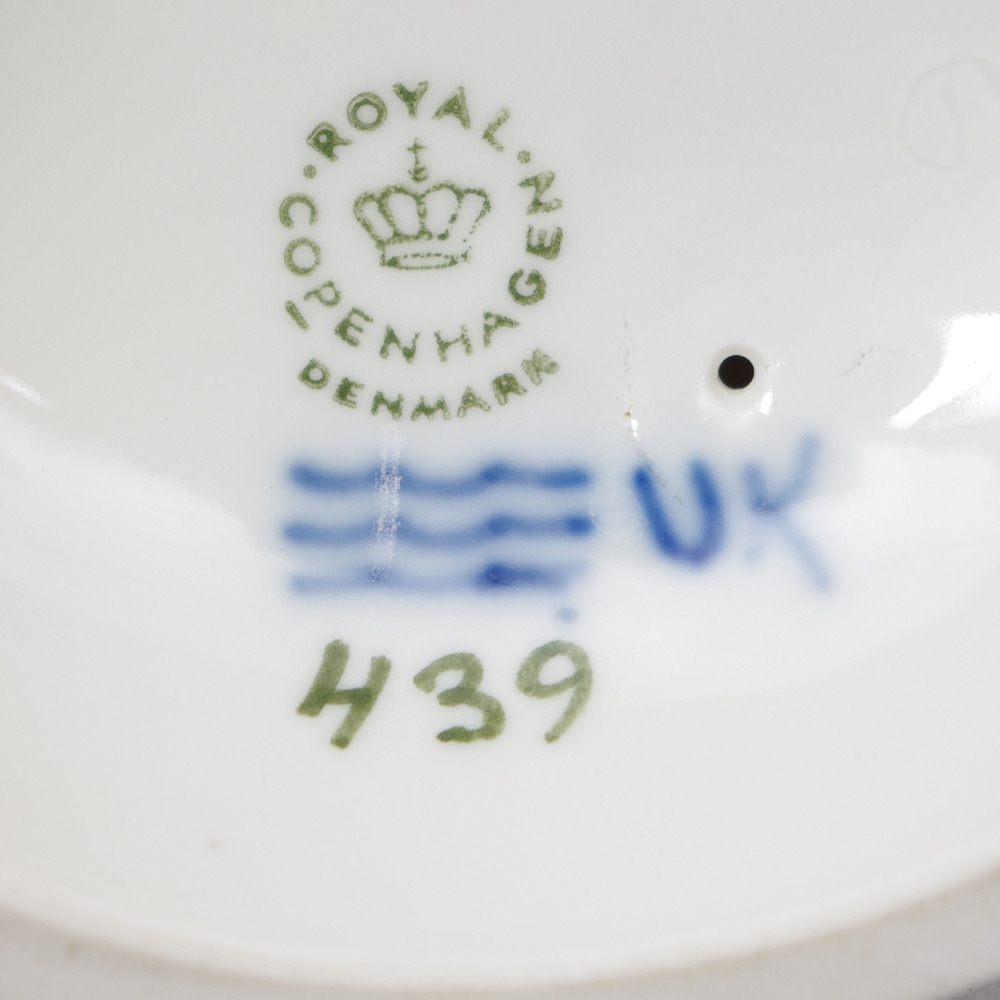 ROYAL
COPENHAGEN
DENMARK
UK
439